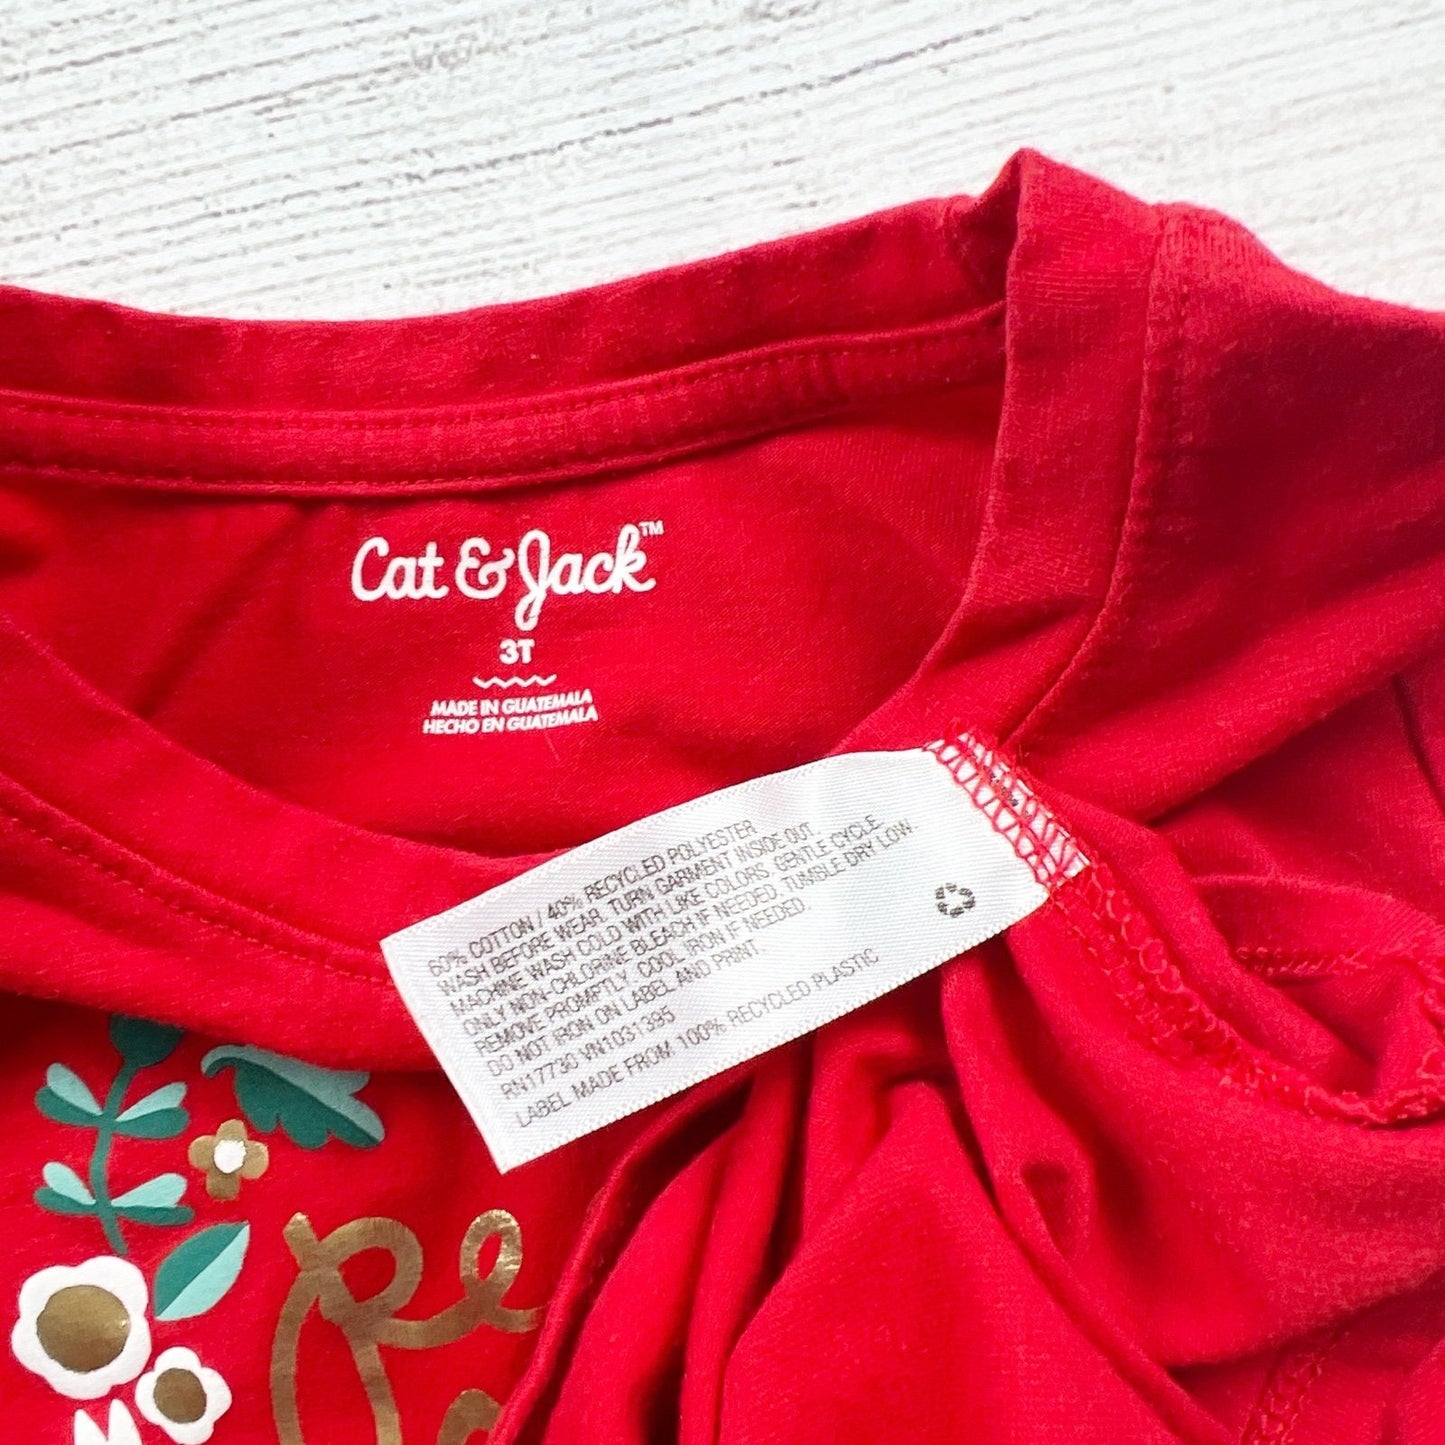 Cat & Jack™
3T
MADE IN GUATEMALA
HECHO EN GUATEMALA
60% COTTON / 40% RECYCLED POLYESTER
WASH BEFORE WEAR. TURN GARMENT INSIDE OUT.
MACHINE WASH COLD WITH LIKE COLORS. GENTLE CYCLE.
ONLY NON-CHLORINE BLEACH IF NEEDED. TUMBLE DRY LOW.
REMOVE PROMPTLY. COOL IRON IF NEEDED.
DO NOT IRON ON LABEL AND PRINT.
RN17730 VN1031395
LABEL MADE FROM 100% RECYCLED PLASTIC